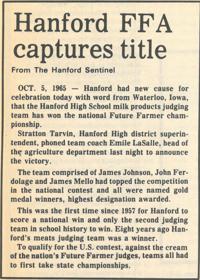 Hanford FFA
captures title
From The Hanford Sentinel
OCT. 5, 1965 — Hanford had new cause for
celebration today with word from Waterloo, Iowa,
that the Hanford High School milk products judging
team has won the national Future Farmer cham-
pionship.
Stratton Tarvin, Hanford High district superin-
tendent, phoned team coach Emile LaSalle, head of
the agriculture department last night to announce
the victory.
The team comprised of James Johnson, John Fer-
dolage and James Mello had topped the competition
in the national contest and all were named gold
medal winners, highest designation awarded.
This was the first time since 1957 for Hanford to
score a national win and only the second judging
team in school history to win. Eight years ago Han-
ford's meats judging team was a winner.
To qualify for the U.S. contest, against the cream
of the nation's Future Farmer judges, teams all had
to first take state championships.